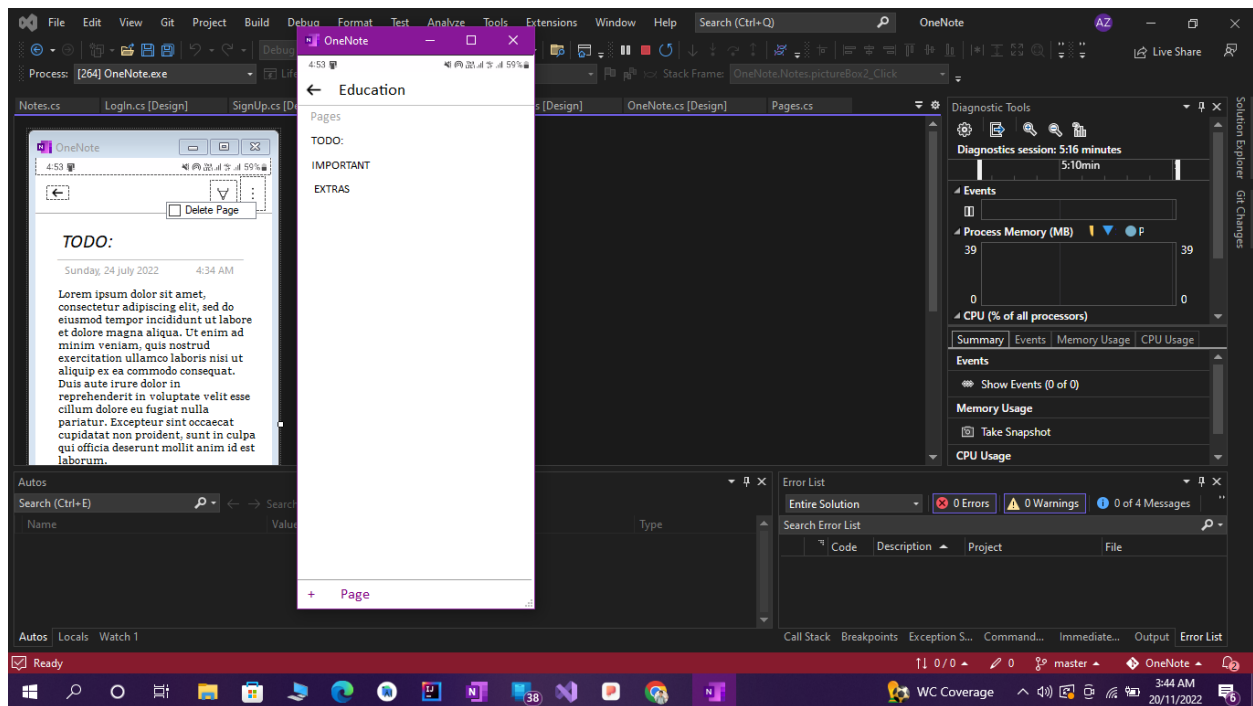 File Edit View Git Project Build Debug Format Test Analyze Tools Extensions Window Help Search (Ctrl+Q) OneNote AZ
Debug Live Share
Process: [264] OneNote.exe Life Stack Frame: OneNote.Notes.pictureBox2_Click
Notes.cs LogIn.cs [Design] SignUp.cs [De s [Design] OneNote.cs [Design] Pages.cs
OneNote
4:53 59%
Delete Page
TODO:
Sunday, 24 july 2022 4:34 AM
Lorem ipsum dolor sit amet,
consectetur adipiscing elit, sed do
eiusmod tempor incididunt ut labore
et dolore magna aliqua. Ut enim ad
minim veniam, quis nostrud
exercitation ullamco laboris nisi ut
aliquip ex ea commodo consequat.
Duis aute irure dolor in
reprehenderit in voluptate velit esse
cillum dolore eu fugiat nulla
pariatur. Excepteur sint occaecat
cupidatat non proident, sunt in culpa
qui officia deserunt mollit anim id est
laborum.
OneNote
4:53 59%
← Education
Pages
TODO:
IMPORTANT
EXTRAS
+ Page
Diagnostic Tools
Diagnostics session: 5:16 minutes
5:10min
Events
Process Memory (MB) P
39 39
0 0
CPU (% of all processors)
Summary Events Memory Usage CPU Usage
Events
Show Events (0 of 0)
Memory Usage
Take Snapshot
CPU Usage
Solution Explorer
Git Changes
Autos
Search (Ctrl+E) Search
Name Value Type
Autos Locals Watch 1
Error List
Entire Solution 0 Errors 0 Warnings 0 of 4 Messages
Search Error List
Code Description Project File
Call Stack Breakpoints Exception S... Command... Immediate... Output Error List
Ready 0 / 0 0 master OneNote 2
38 WC Coverage 3:44 AM
20/11/2022 6